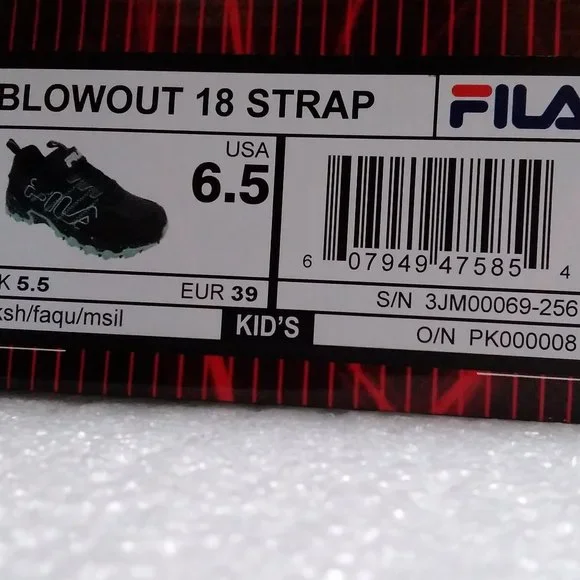 BLOWOUT 18 STRAP
FILA
USA
6.5
6 07949 47585 4
K 5.5
EUR 39
S/N 3JM00069-256
ksh/faqu/msil
KID'S
O/N PK000008